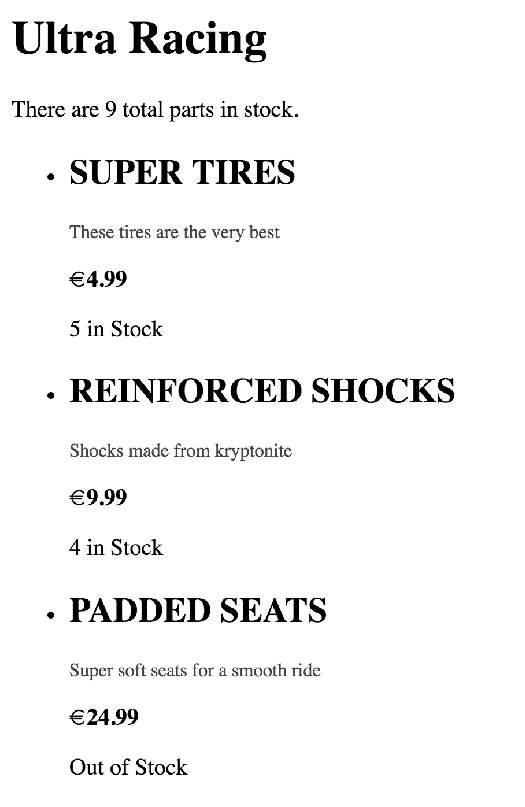 Ultra Racing
There are 9 total parts in stock.
• SUPER TIRES
These tires are the very best
€4.99
5 in Stock
• REINFORCED SHOCKS
Shocks made from kryptonite
€9.99
4 in Stock
• PADDED SEATS
Super soft seats for a smooth ride
€24.99
Out of Stock